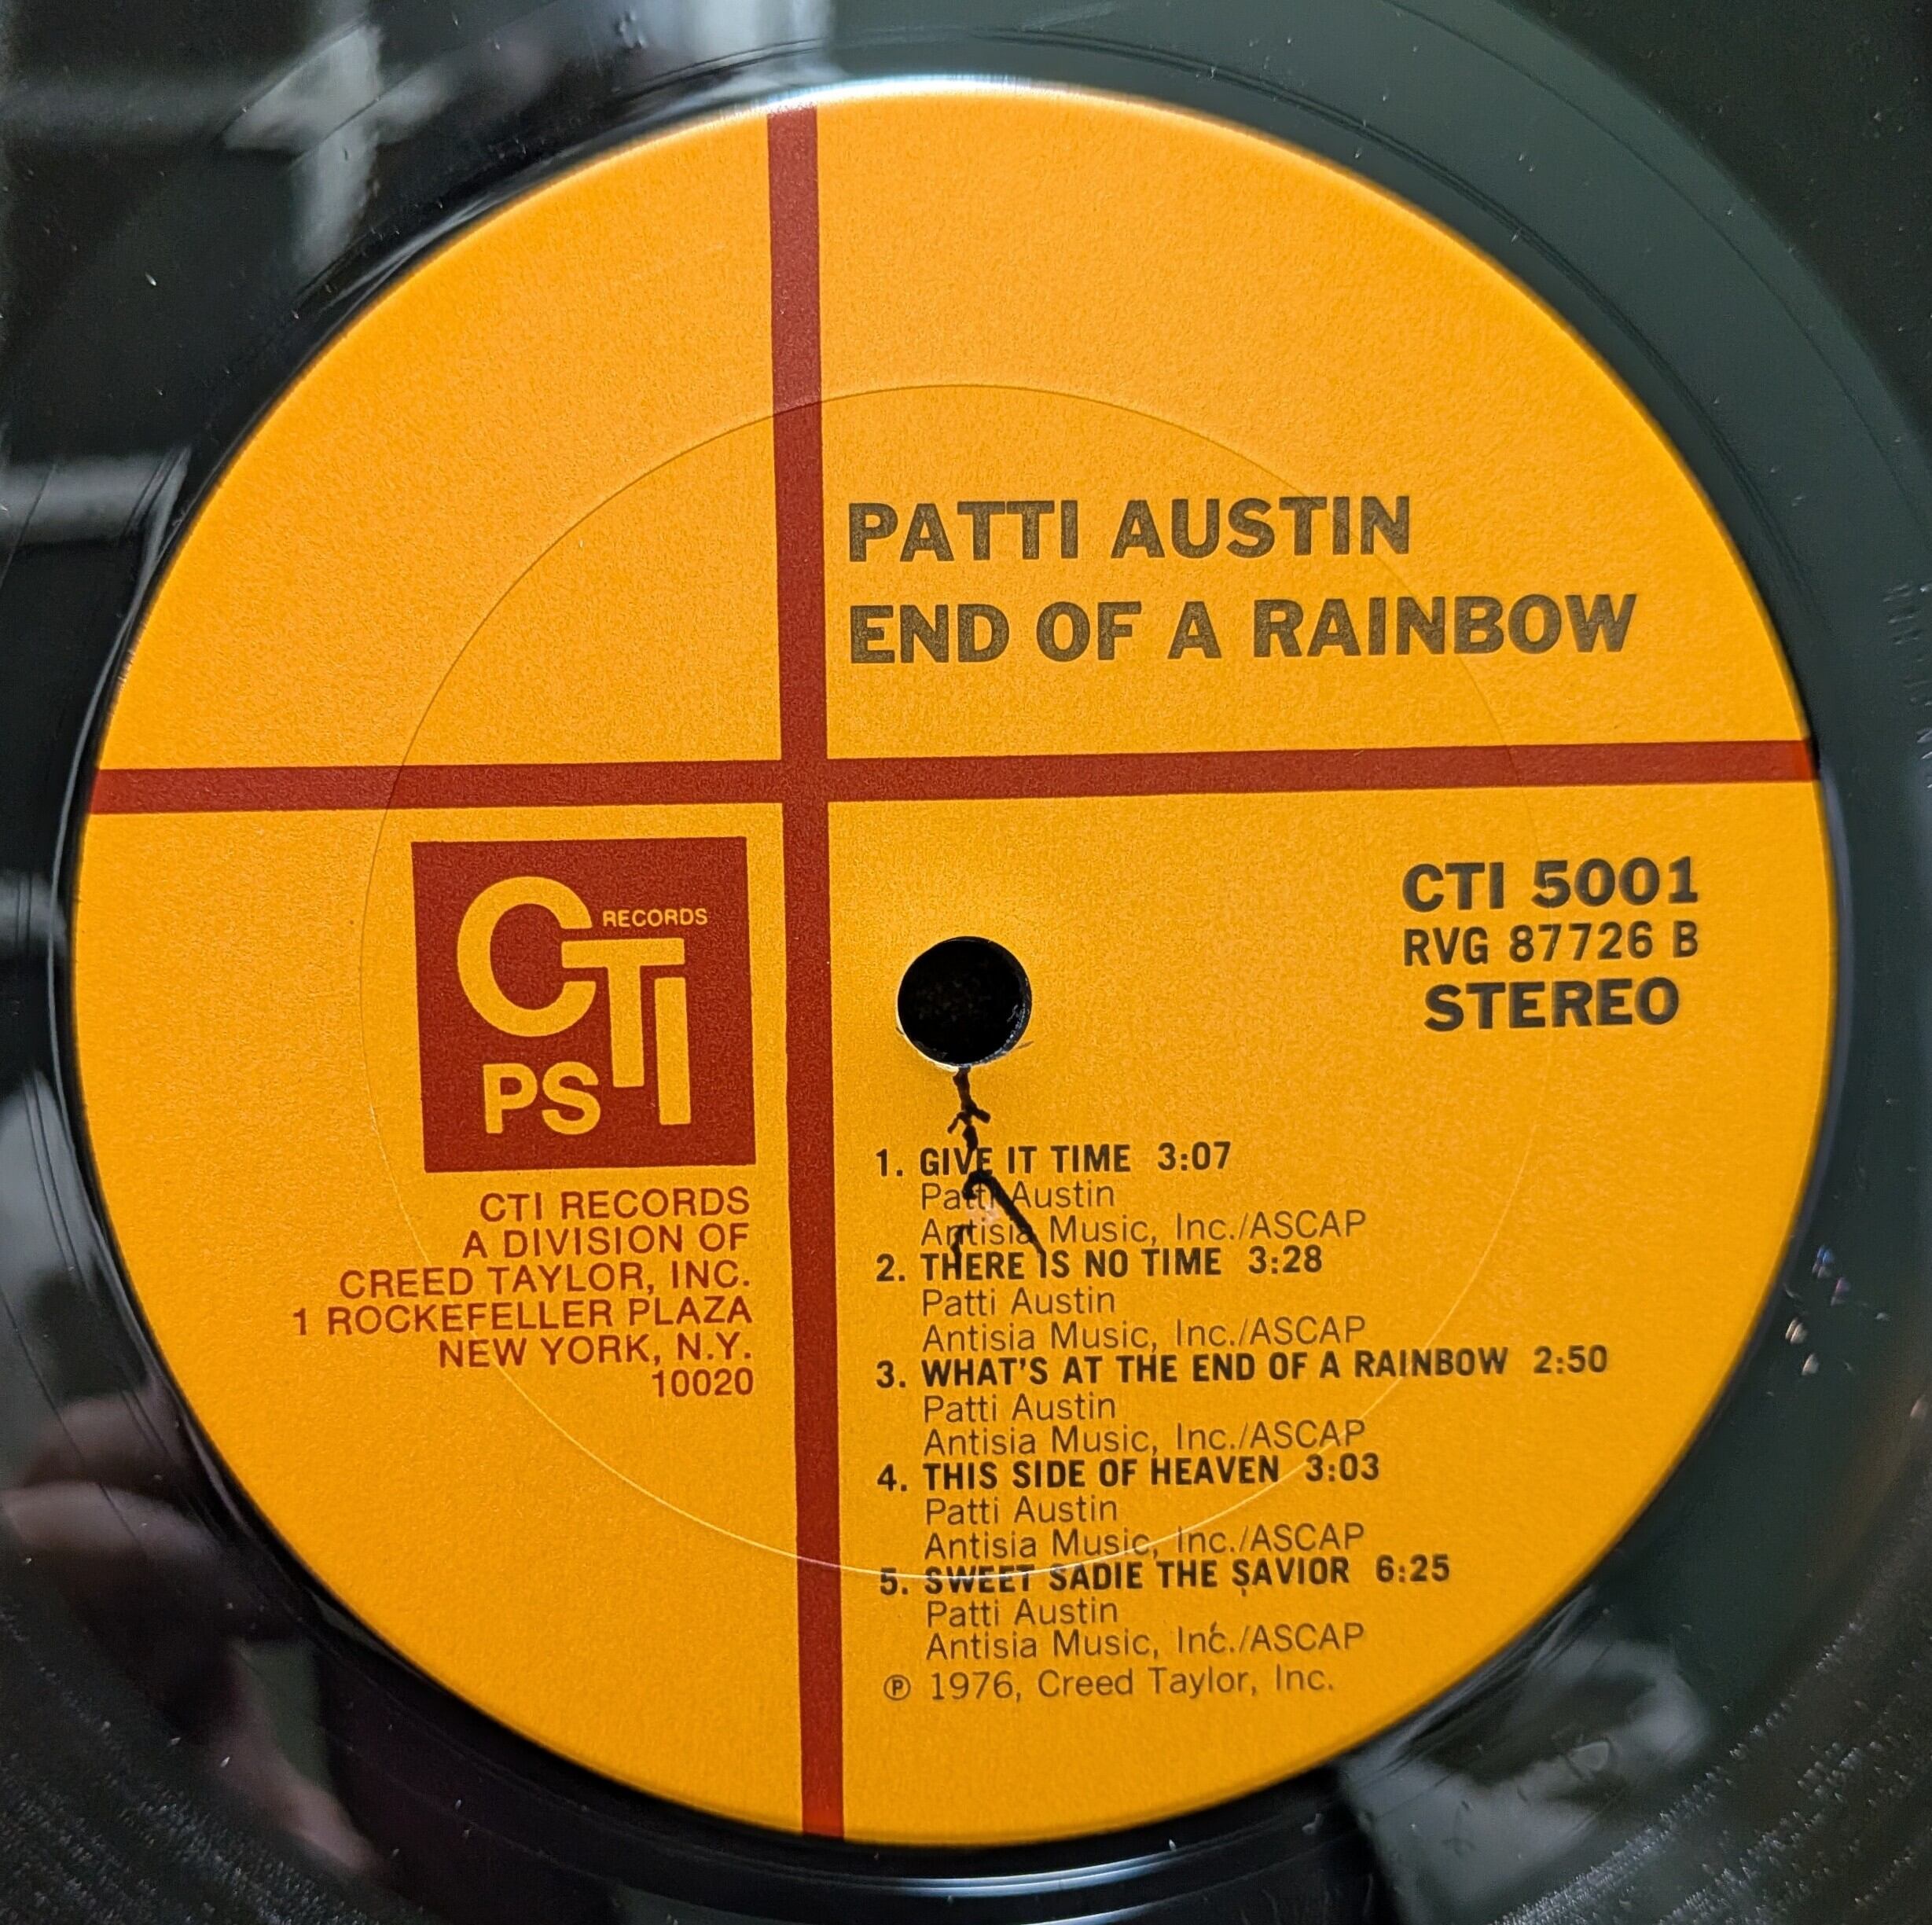 PATTI AUSTIN
END OF A RAINBOW
CTI RECORDS
PS
CTI RECORDS
A DIVISION OF
CREED TAYLOR, INC.
1 ROCKEFELLER PLAZA
NEW YORK, N.Y.
10020
CTI 5001
RVG 87726 B
STEREO
1. GIVE IT TIME 3:07
Patti Austin
Antisia Music, Inc./ASCAP
2. THERE IS NO TIME 3:28
Patti Austin
Antisia Music, Inc./ASCAP
3. WHAT'S AT THE END OF A RAINBOW 2:50
Patti Austin
Antisia Music, Inc./ASCAP
4. THIS SIDE OF HEAVEN 3:03
Patti Austin
Antisia Music, Inc./ASCAP
5. SWEET SADIE THE SAVIOR 6:25
Patti Austin
Antisia Music, Inc./ASCAP
℗ 1976, Creed Taylor, Inc.